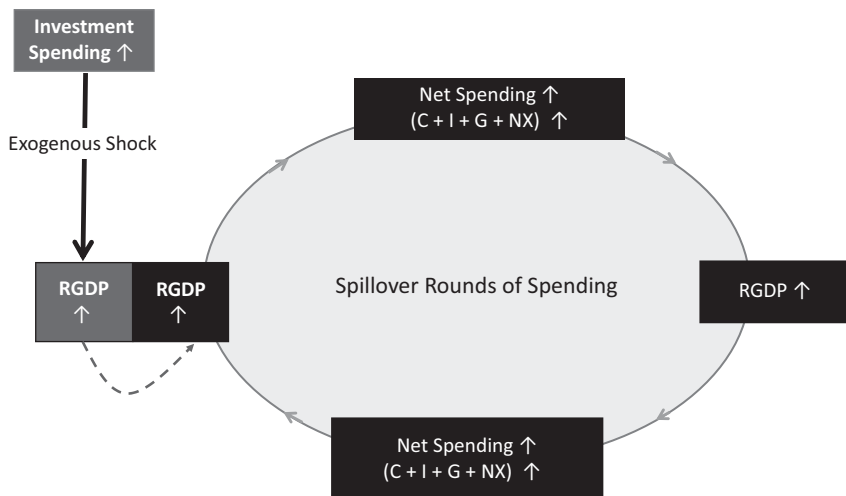 Investment
Spending ↑
Net Spending ↑
(C + I + G + NX) ↑
Exogenous Shock
RGDP
↑
RGDP
↑
Spillover Rounds of Spending
RGDP ↑
Net Spending ↑
(C + I + G + NX) ↑